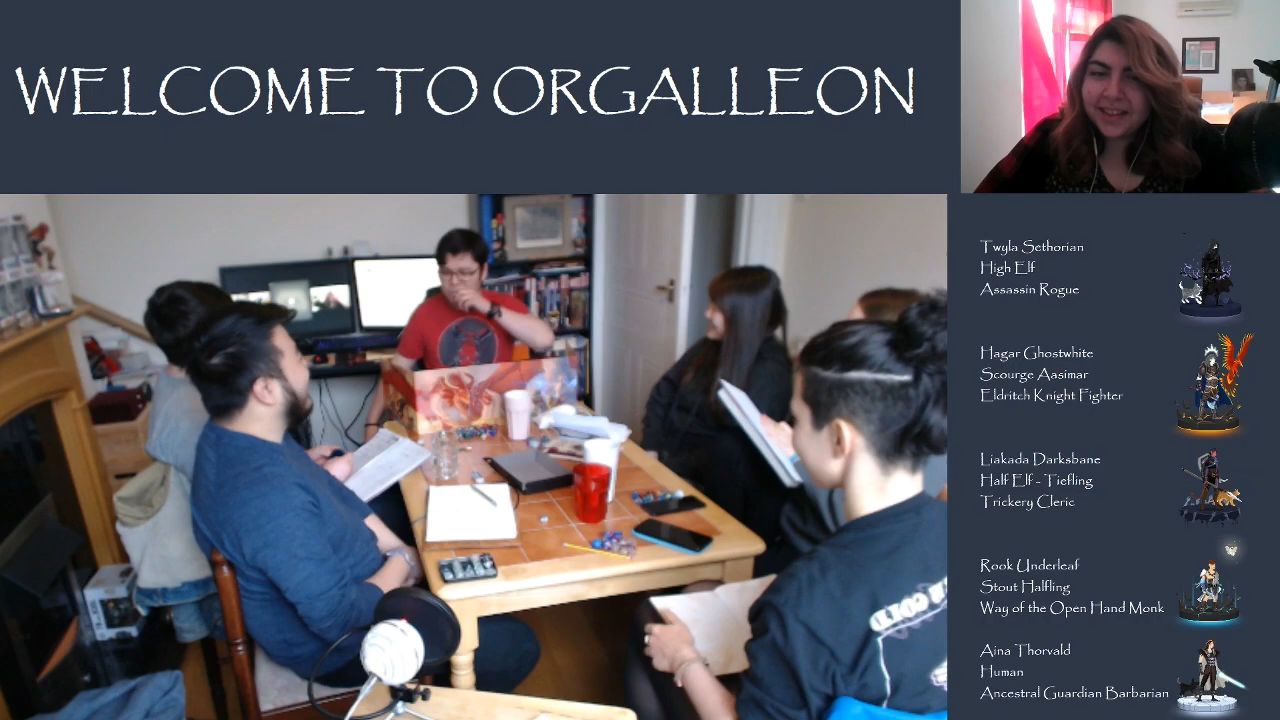 WELCOME TO ORGALLEON
Twyla Sethorian
High Elf
Assassin Rogue
Hagar Ghostwhite
Scourge Aasimar
Eldritch Knight Fighter
Liakada Darksbane
Half Elf - Tiefling
Trickery Cleric
Rook Underleaf
Stout Halfling
Way of the Open Hand Monk
Aina Thorvald
Human
Ancestral Guardian Barbarian